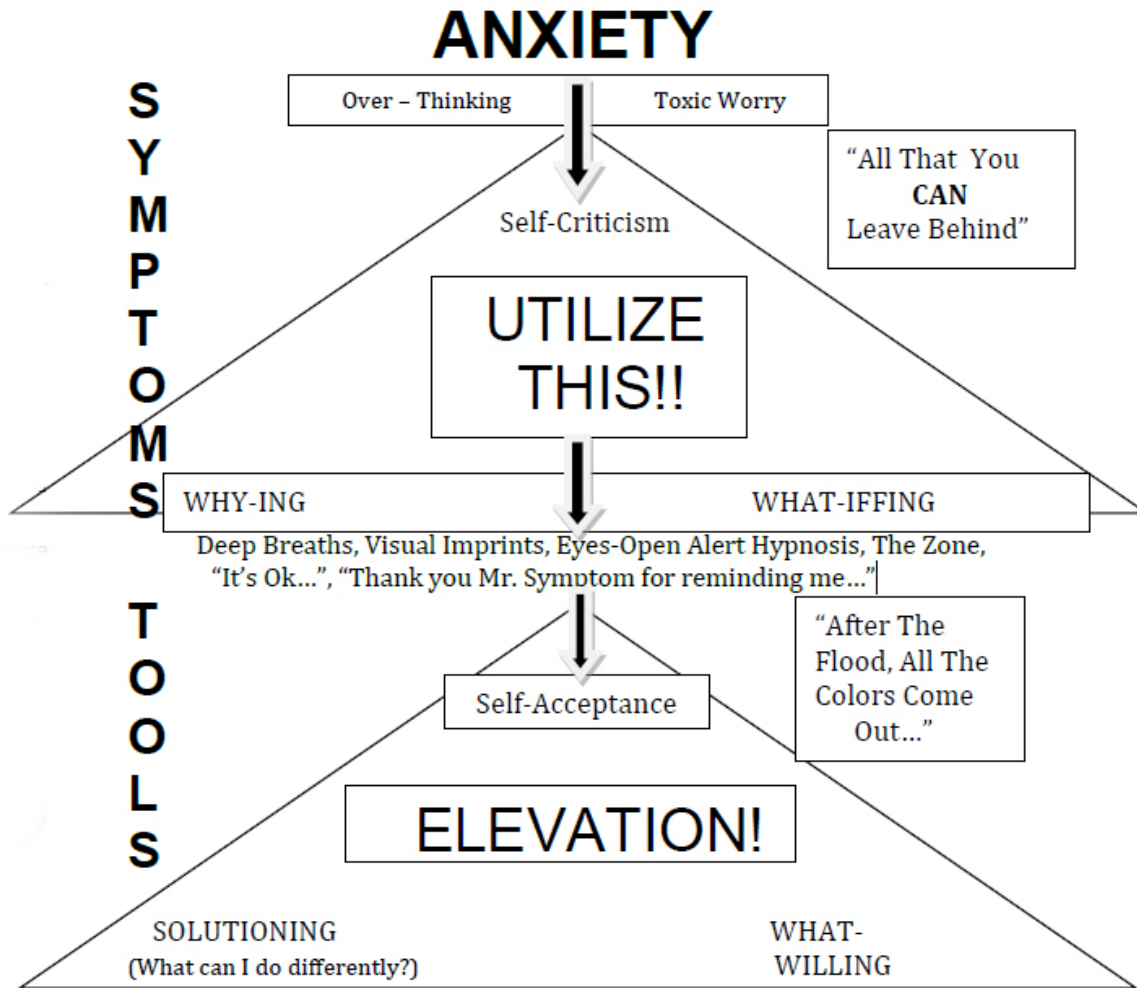 ANXIETY
SYMPTOMS
Over – Thinking Toxic Worry
“All That You
CAN
Leave Behind”
Self-Criticism
UTILIZE
THIS!!
WHY-ING WHAT-IFFING
Deep Breaths, Visual Imprints, Eyes-Open Alert Hypnosis, The Zone,
“It’s Ok…”, “Thank you Mr. Symptom for reminding me…”
TOOLS
“After The
Flood, All The
Colors Come
Out…”
Self-Acceptance
ELEVATION!
SOLUTIONING
(What can I do differently?)
WHAT-
WILLING